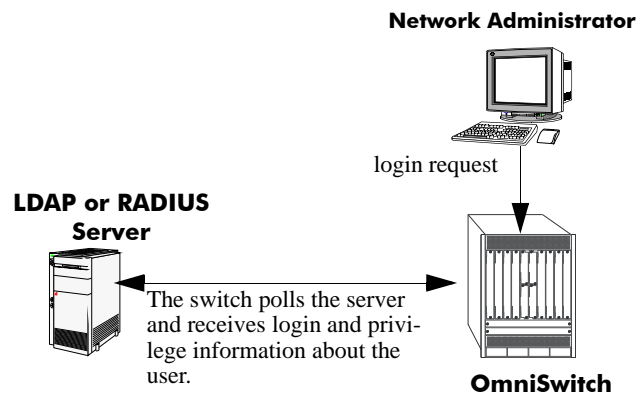 Network Administrator
login request
LDAP or RADIUS
Server
The switch polls the server
and receives login and privi-
lege information about the
user.
OmniSwitch